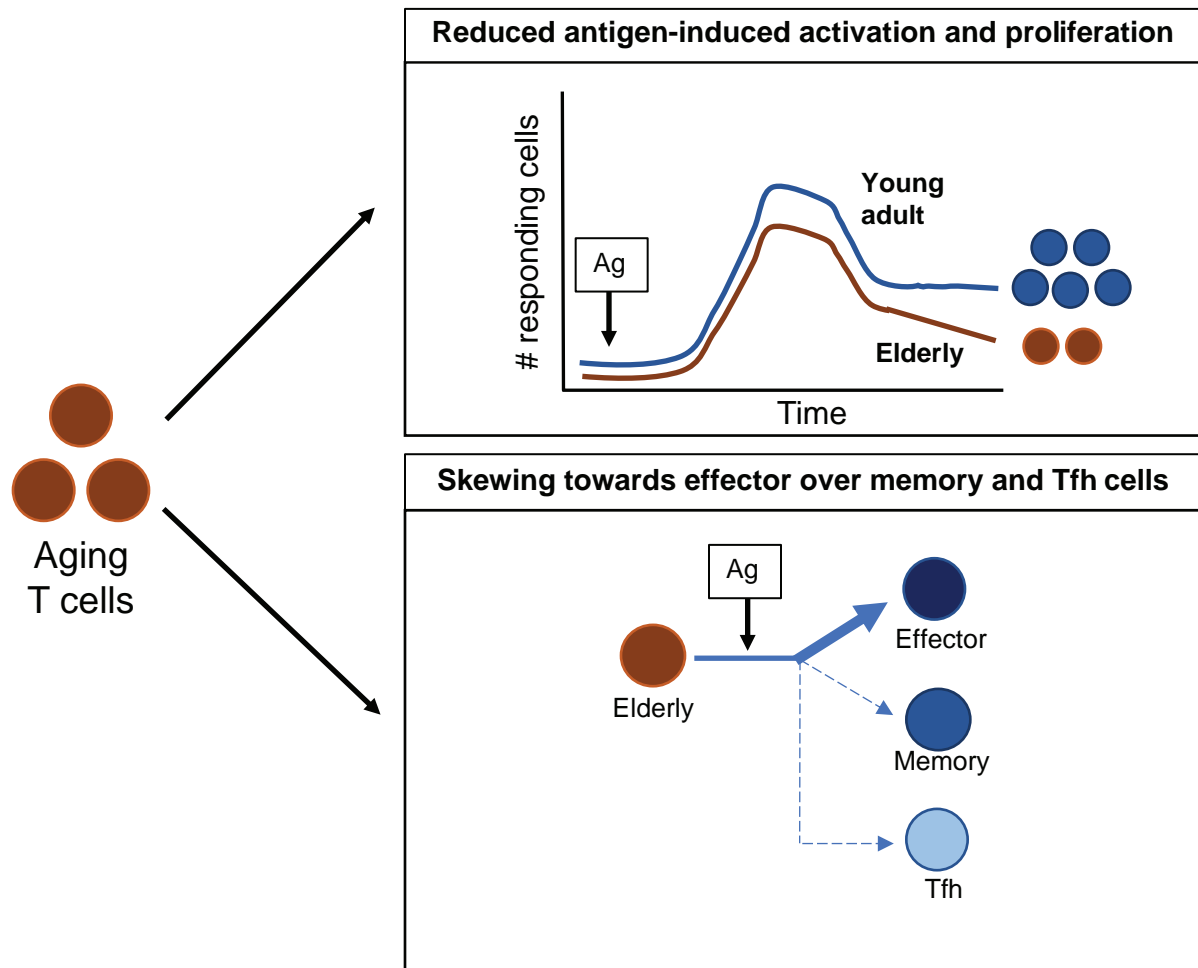 Reduced antigen-induced activation and proliferation
# responding cells
Young
adult
Ag
Elderly
Time
Aging
T cells
Skewing towards effector over memory and Tfh cells
Ag
Effector
Elderly
Memory
Tfh